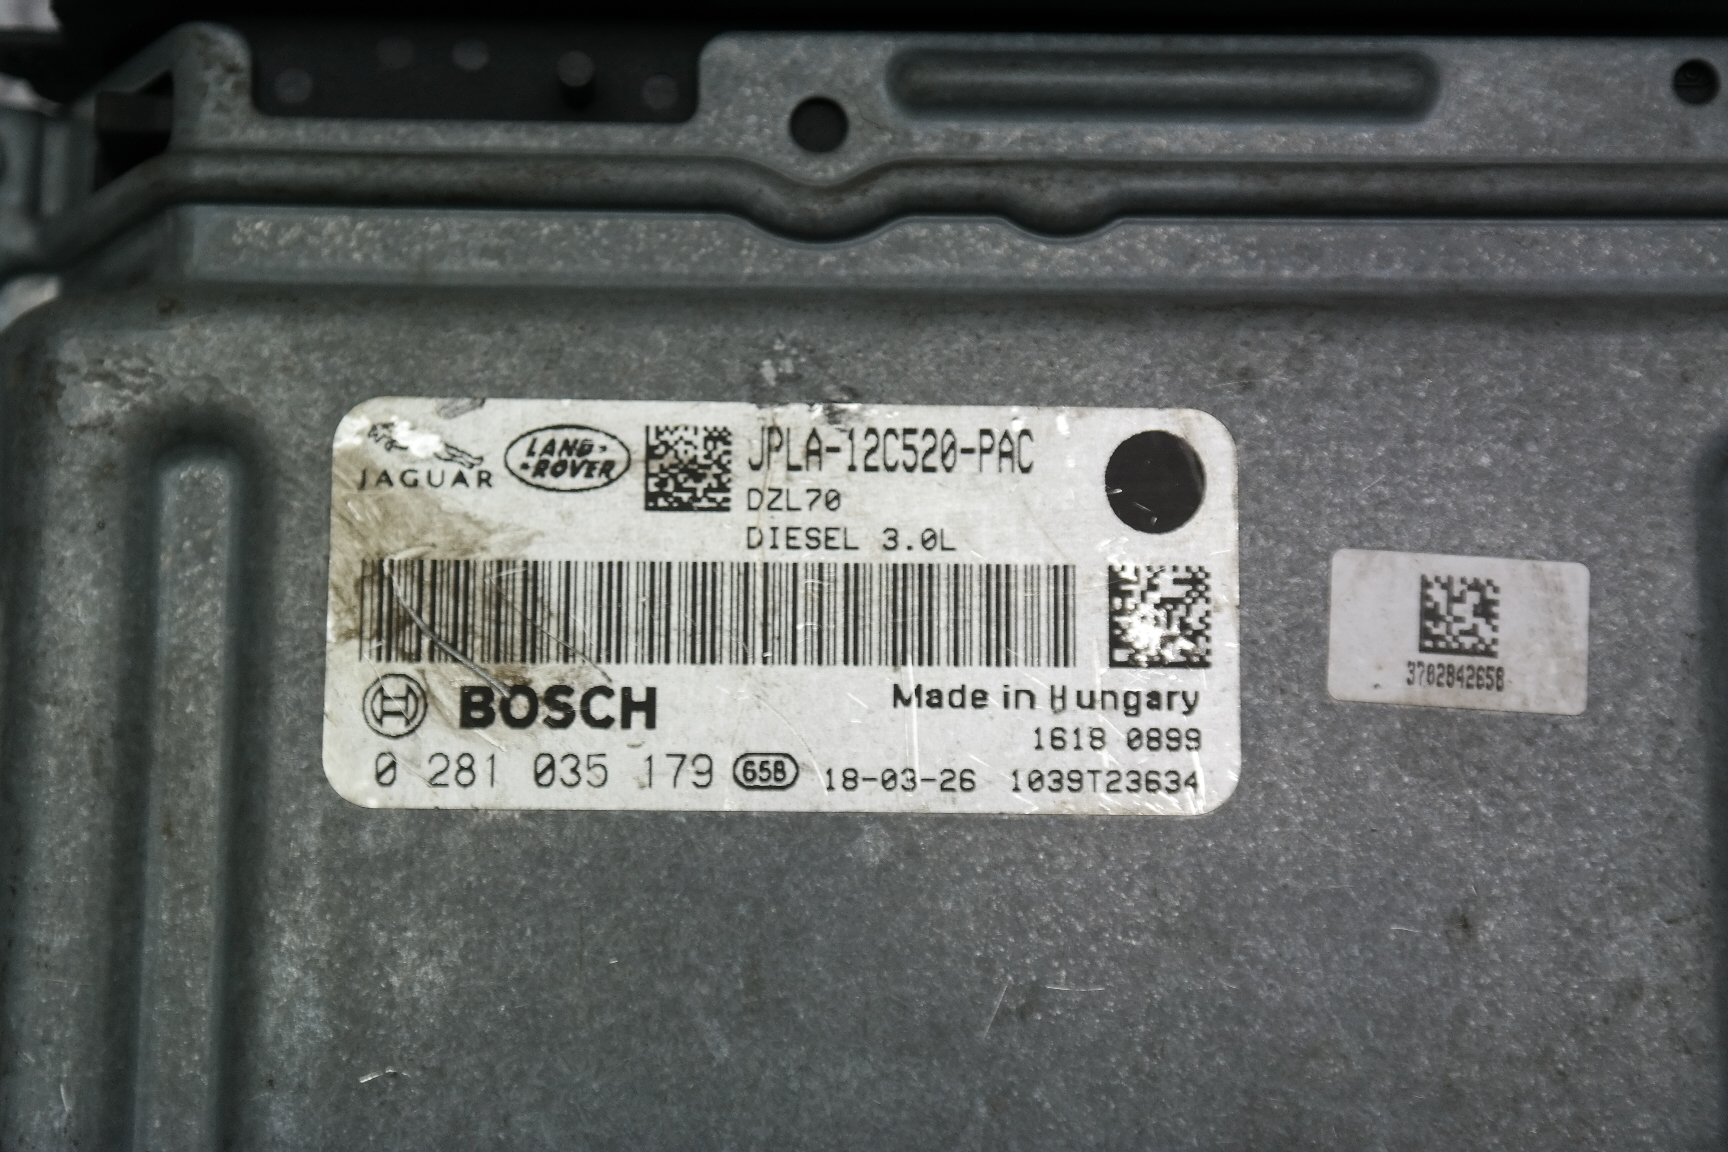 JAGUAR
LAND-
-ROVER
JPLA-12C520-PAC
DZL70
DIESEL 3.0L
BOSCH
Made in Hungary
1618 0899
0 281 035 179 65B 18-03-26 1039T23634
3702842658